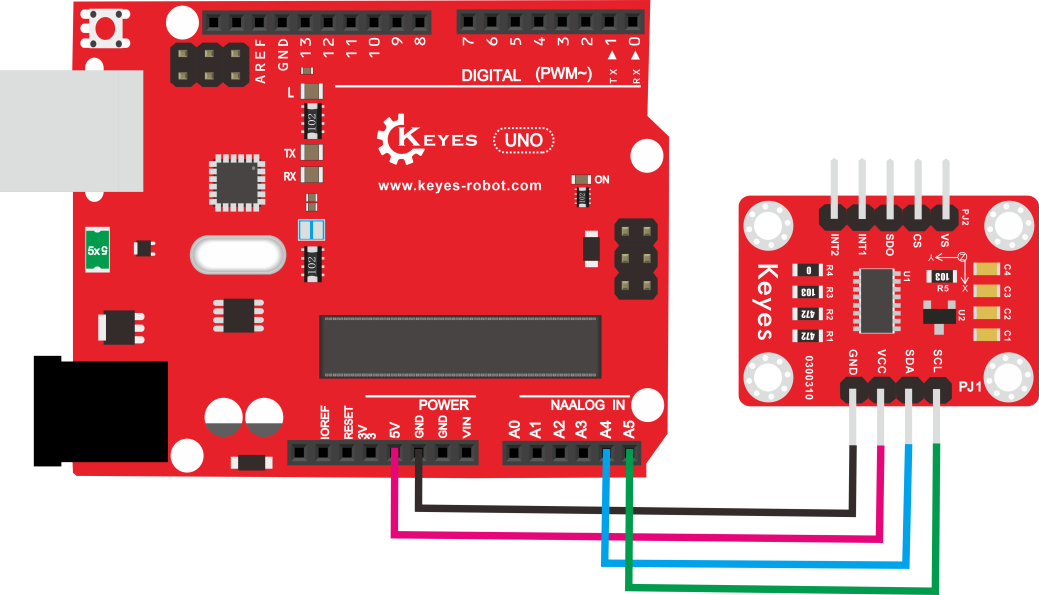 AREF GND 13 12 11 10 9 8 7 6 5 4 3 2 1 0
TX ▶ RX ▶
DIGITAL (PWM~)
L
102
KEYES UNO
TX
RX
www.keyes-robot.com
ON
102
5x5
102
POWER
NAALOG IN
IOREF RESET 3V3 5V GND GND VIN A0 A1 A2 A3 A4 A5
PJ2
INT2 INT1 SDO CS VS
Keyes
Y Z X
0 R4
103 R3
472 R2
472 R1
U1
103
R5
U2
C4
C3
C2
C1
0300310
GND VCC SDA SCL
PJ1